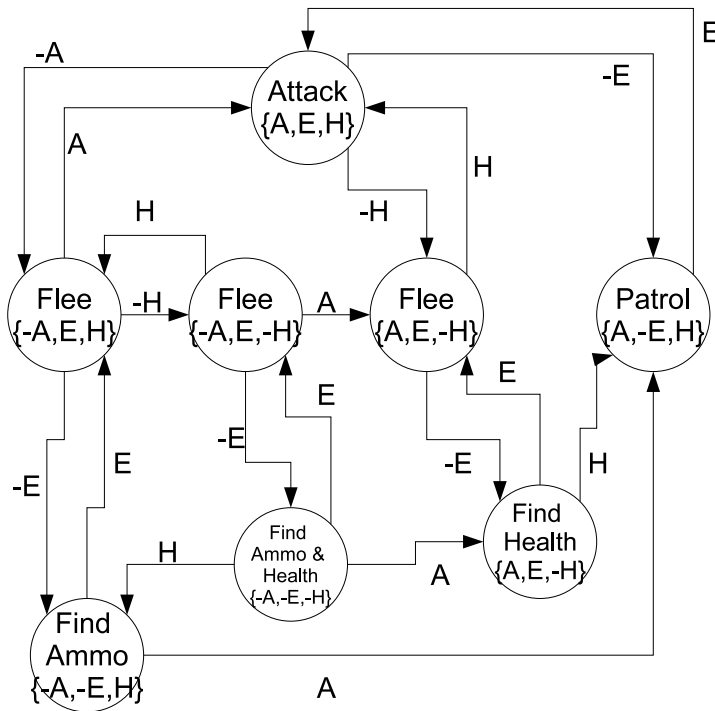 E
-A
-E
Attack
{A,E,H}
A
H
-H
H
Flee
{-A,E,H}
-H
Flee
{-A,E,-H}
A
Flee
{A,E,-H}
Patrol
{A,-E,H}
E
E
-E
-E
E
-E
H
Find
Ammo &
Health
{-A,-E,-H}
H
A
Find
Health
{A,E,-H}
Find
Ammo
{-A,-E,H}
A